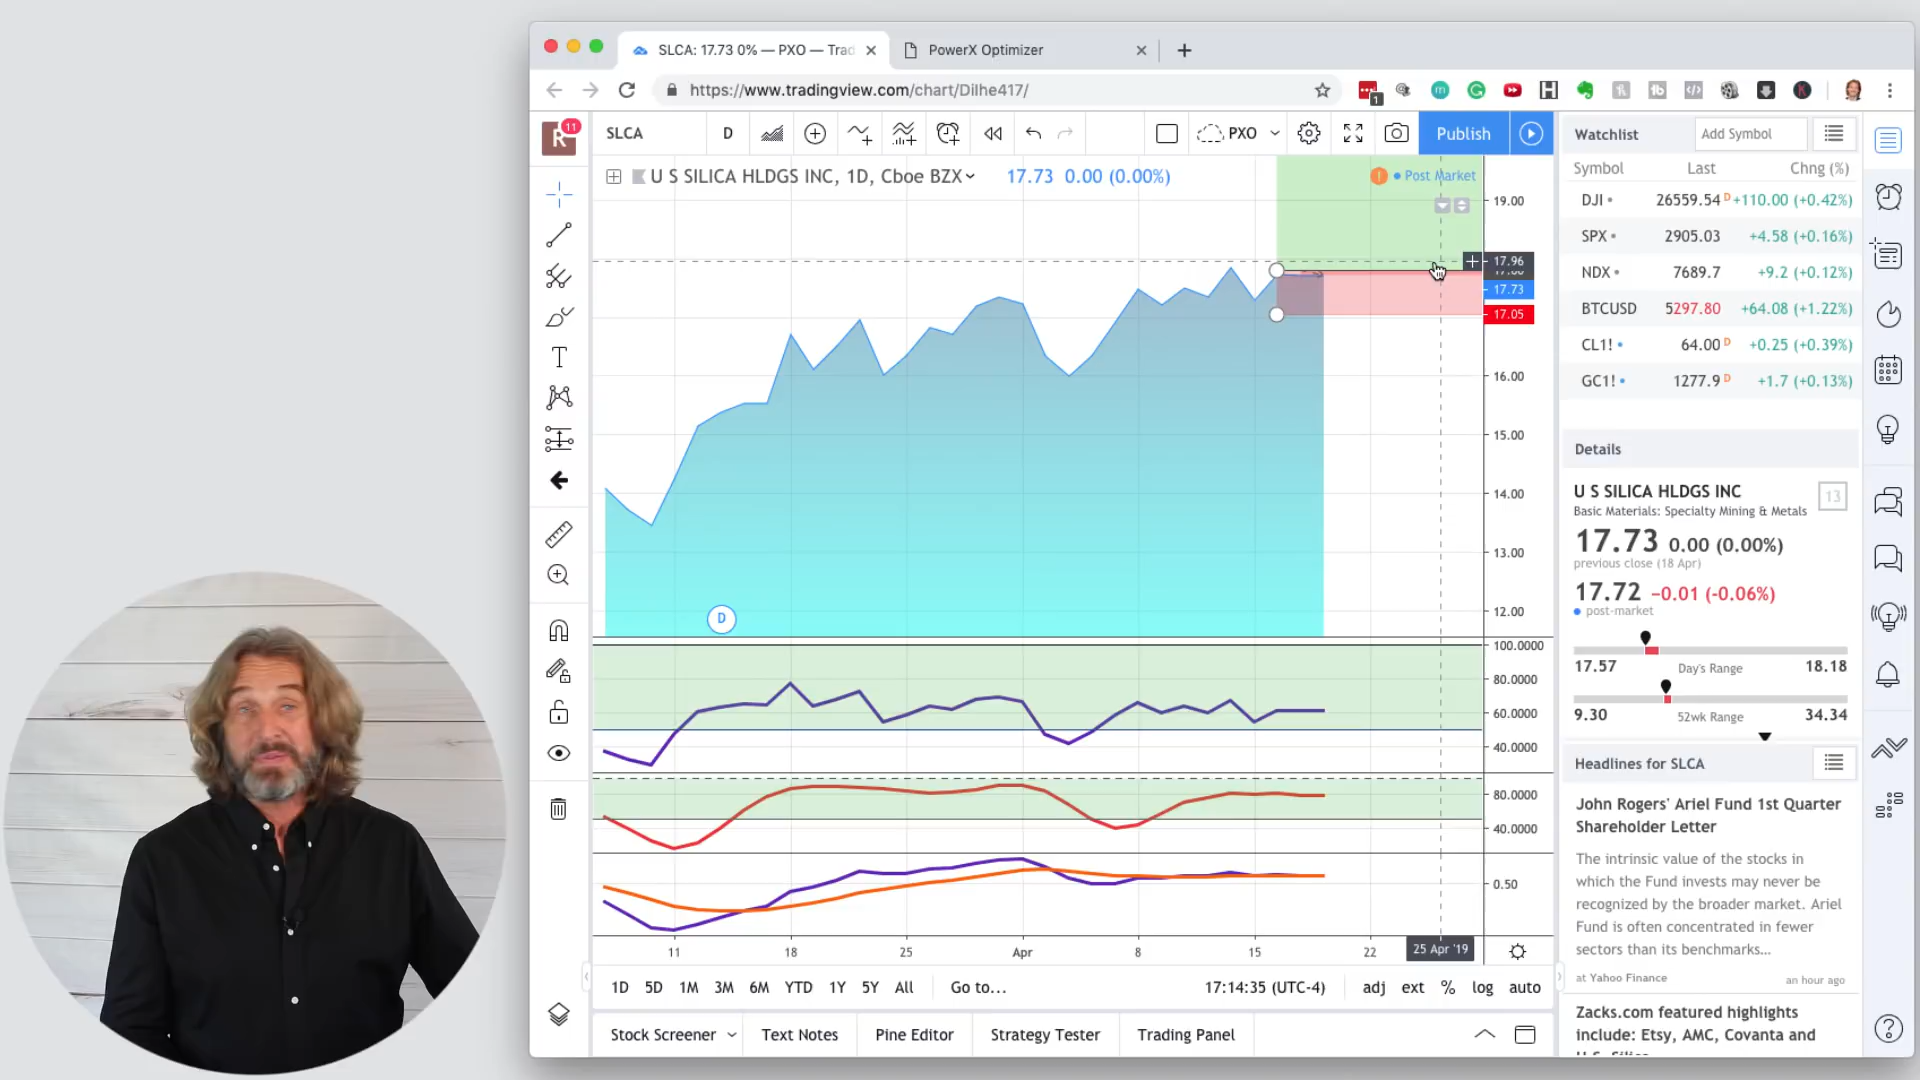 SLCA: 17.73 0% — PXO — Trad
PowerX Optimizer
https://www.tradingview.com/chart/Dilhe417/
1
R
11
SLCA
D
PXO
Publish
U S SILICA HLDGS INC, 1D, Cboe BZX
17.73 0.00 (0.00%)
Post Market
19.00
17.96
17.73
17.05
16.00
15.00
14.00
13.00
12.00
D
100.0000
80.0000
60.0000
40.0000
80.0000
40.0000
0.50
11
18
25
Apr
8
15
22
25 Apr '19
1D 5D 1M 3M 6M YTD 1Y 5Y All
Go to...
17:14:35 (UTC-4)
adj ext % log auto
Stock Screener
Text Notes
Pine Editor
Strategy Tester
Trading Panel
Watchlist
Add Symbol
Symbol Last Chng (%)
DJI 26559.54 D +110.00 (+0.42%)
SPX 2905.03 +4.58 (+0.16%)
NDX 7689.7 +9.2 (+0.12%)
BTCUSD 5297.80 +64.08 (+1.22%)
CL1! 64.00 D +0.25 (+0.39%)
GC1! 1277.9 D +1.7 (+0.13%)
Details
U S SILICA HLDGS INC
13
Basic Materials: Specialty Mining & Metals
17.73 0.00 (0.00%)
previous close (18 Apr)
17.72 −0.01 (-0.06%)
post-market
17.57 Day's Range 18.18
9.30 52wk Range 34.34
Headlines for SLCA
John Rogers' Ariel Fund 1st Quarter
Shareholder Letter
The intrinsic value of the stocks in
which the Fund invests may never be
recognized by the broader market. Ariel
Fund is often concentrated in fewer
sectors than its benchmarks...
at Yahoo Finance
an hour ago
Zacks.com featured highlights
include: Etsy, AMC, Covanta and